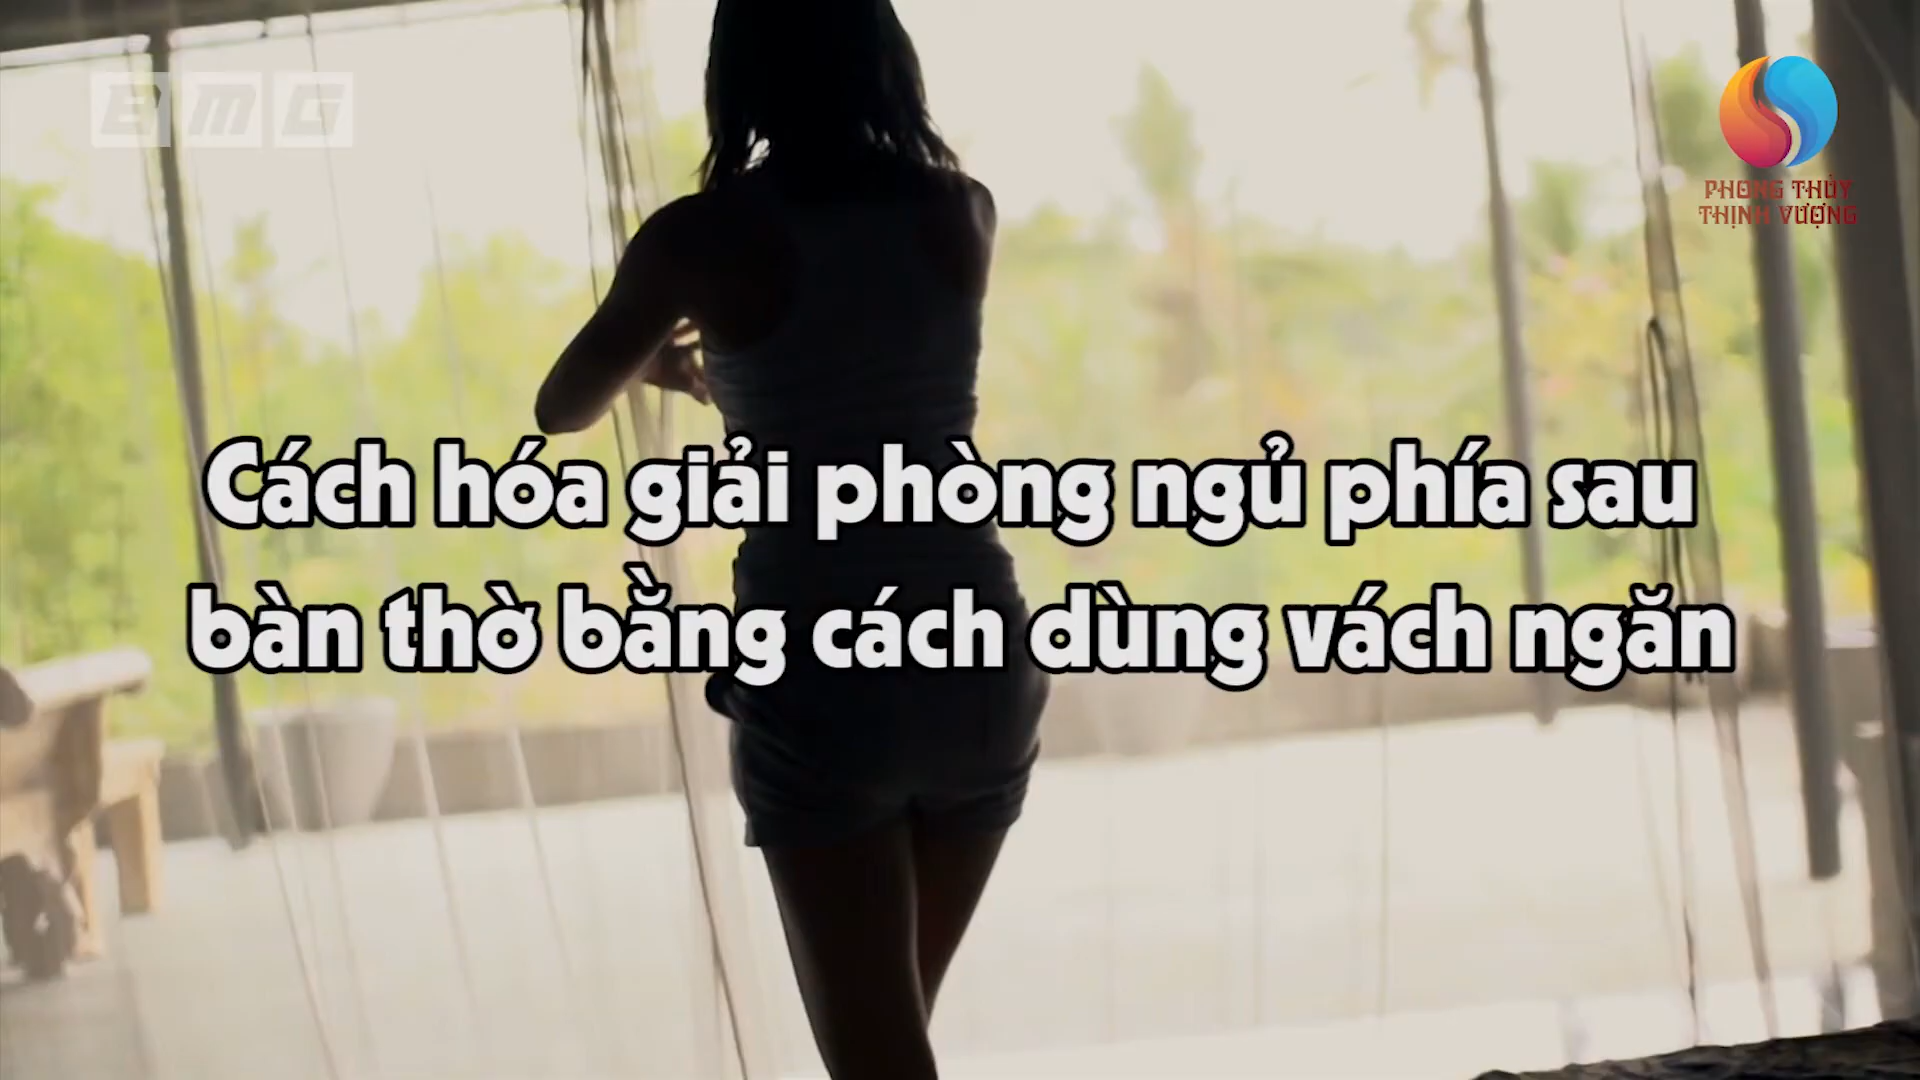 BMG
PHONG THỦY
THỊNH VƯỢNG
Cách hóa giải phòng ngủ phía sau
bàn thờ bằng cách dùng vách ngăn